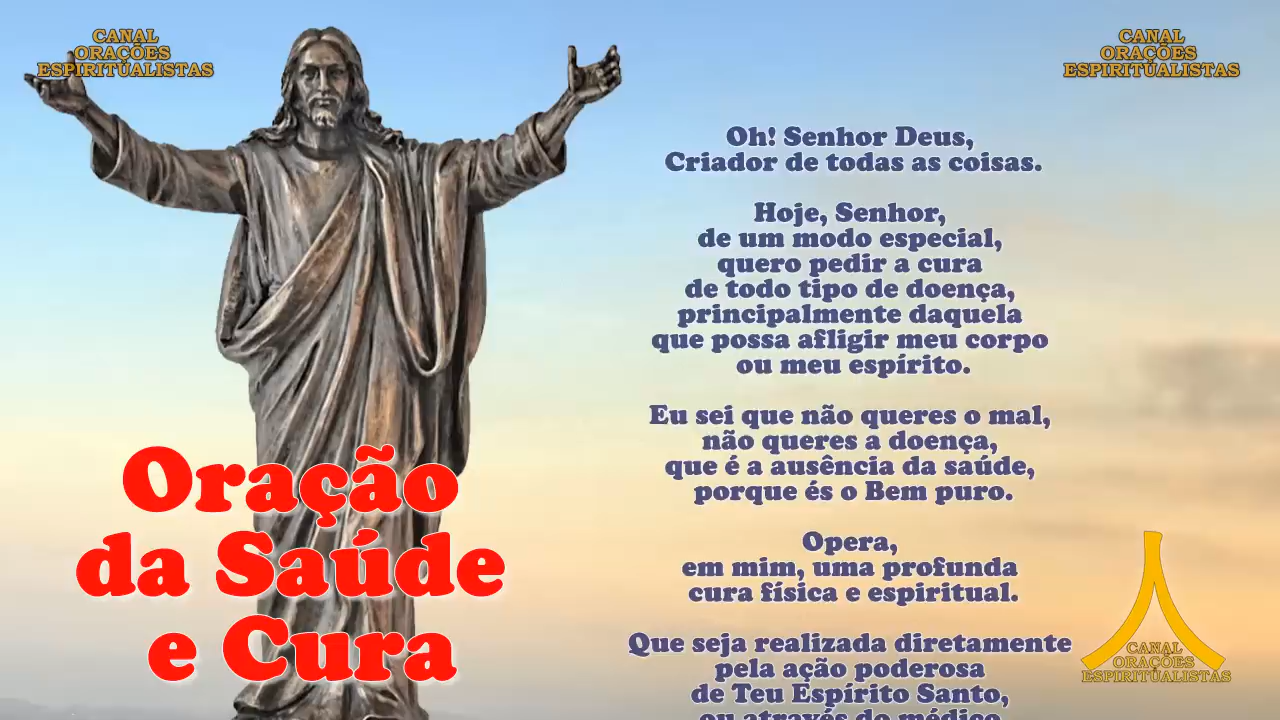 CANAL
ORAÇÕES
ESPIRITUALISTAS
CANAL
ORAÇÕES
ESPIRITUALISTAS
Oh! Senhor Deus,
Criador de todas as coisas.
Hoje, Senhor,
de um modo especial,
quero pedir a cura
de todo tipo de doença,
principalmente daquela
que possa afligir meu corpo
ou meu espírito.
Eu sei que não queres o mal,
não queres a doença,
que é a ausência da saúde,
porque és o Bem puro.
Opera,
em mim, uma profunda
cura física e espiritual.
Que seja realizada diretamente
pela ação poderosa
de Teu Espírito Santo,
ou através do médico
Oração
da Saúde
e Cura
CANAL
ORAÇÕES
ESPIRITUALISTAS